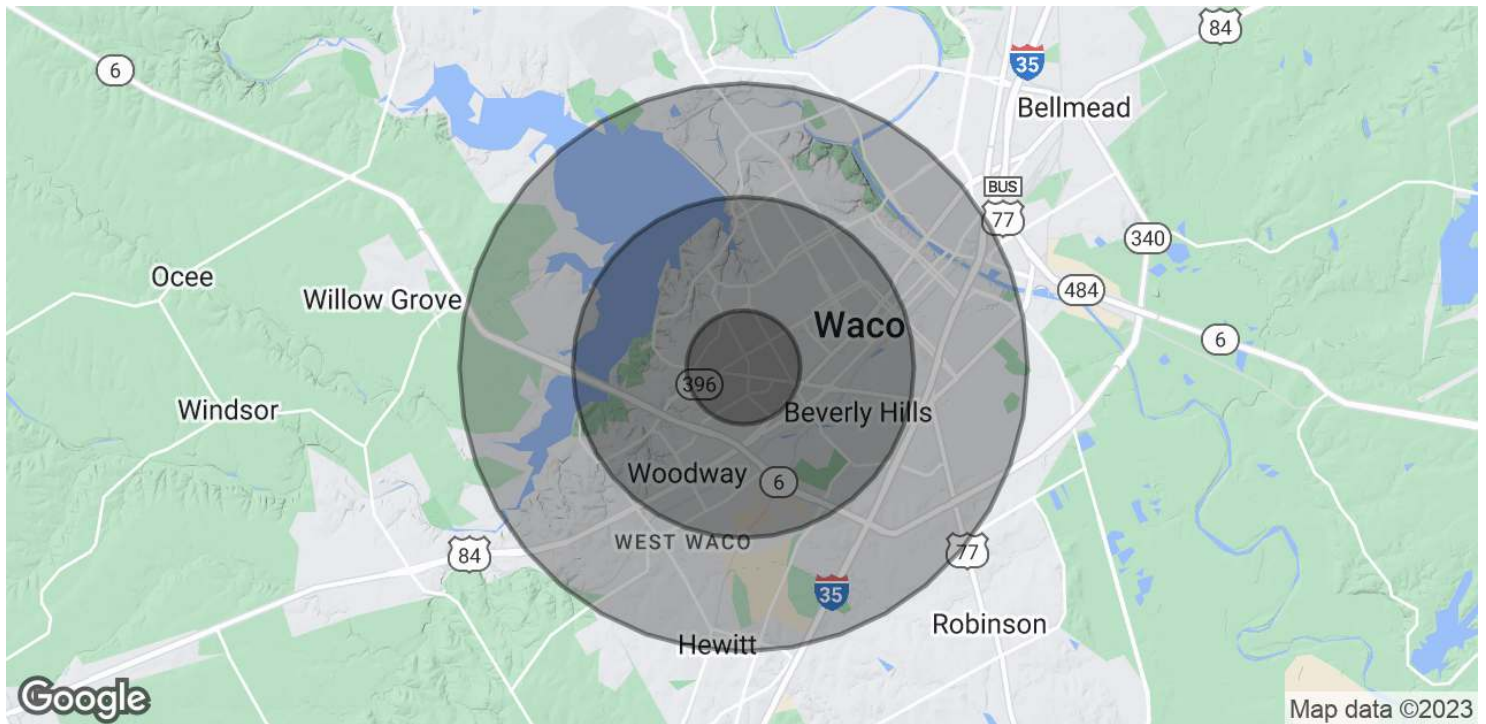 84
6
35
Bellmead
BUS
77
340
Ocee
484
Willow Grove
Waco
6
396
Windsor
Beverly Hills
Woodway
6
WEST WACO
84
77
35
Robinson
Hewitt
Google
Map data ©2023